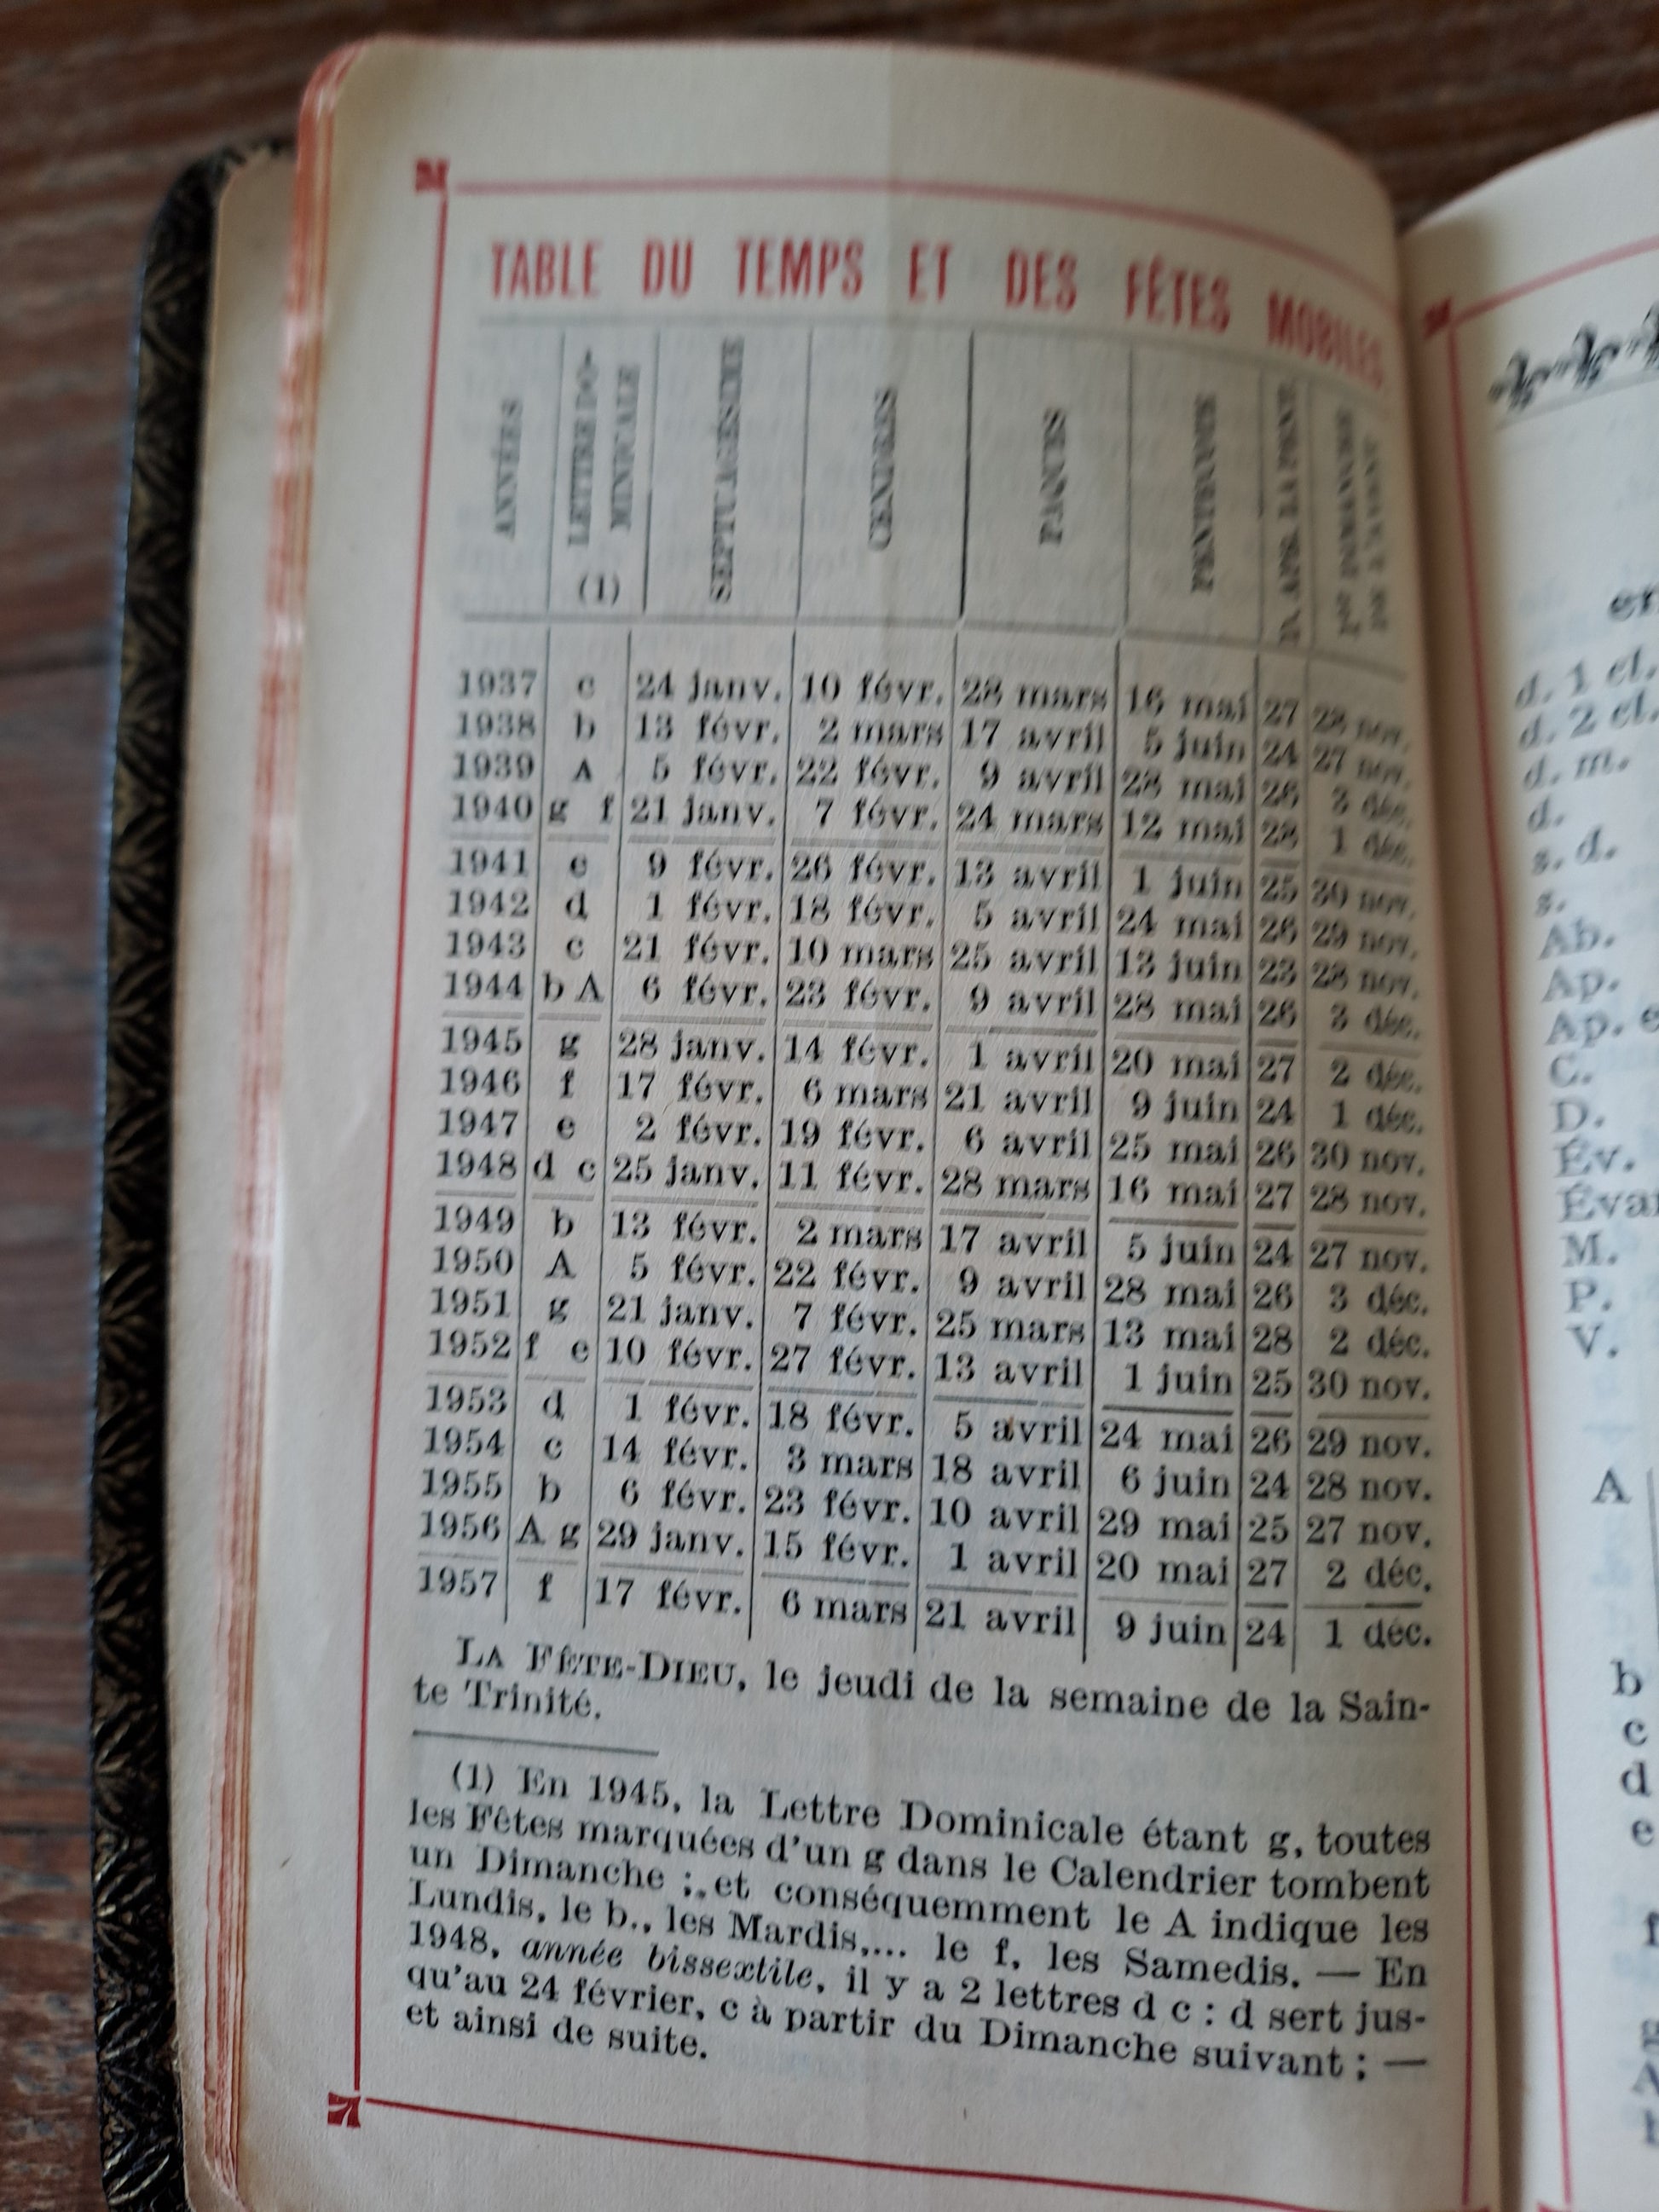 TABLE DU TEMPS ET DES FÊTES MOBILES
ANNÉES
LETTRE DO-
MINICALE
(1)
SEPTUAGÉSIME
CENDRES
PAQUES
PENTECOTE
1937 c 24 janv. 10 févr. 28 mars 16 mai 27 28 nov.
1938 b 13 févr. 2 mars 17 avril 5 juin 24 27 nov.
1939 A 5 févr. 22 févr. 9 avril 28 mai 26 3 déc.
1940 g f 21 janv. 7 févr. 24 mars 12 mai 28 1 déc.
1941 e 9 févr. 26 févr. 13 avril 1 juin 25 30 nov.
1942 d 1 févr. 18 févr. 5 avril 24 mai 26 29 nov.
1943 c 21 févr. 10 mars 25 avril 13 juin 23 28 nov.
1944 b A 6 févr. 23 févr. 9 avril 28 mai 26 3 déc.
1945 g 28 janv. 14 févr. 1 avril 20 mai 27 2 déc.
1946 f 17 févr. 6 mars 21 avril 9 juin 24 1 déc.
1947 e 2 févr. 19 févr. 6 avril 25 mai 26 30 nov.
1948 d c 25 janv. 11 févr. 28 mars 16 mai 27 28 nov.
1949 b 13 févr. 2 mars 17 avril 5 juin 24 27 nov.
1950 A 5 févr. 22 févr. 9 avril 28 mai 26 3 déc.
1951 g 21 janv. 7 févr. 25 mars 13 mai 28 2 déc.
1952 f e 10 févr. 27 févr. 13 avril 1 juin 25 30 nov.
1953 d 1 févr. 18 févr. 5 avril 24 mai 26 29 nov.
1954 c 14 févr. 3 mars 18 avril 6 juin 24 28 nov.
1955 b 6 févr. 23 févr. 10 avril 29 mai 25 27 nov.
1956 A g 29 janv. 15 févr. 1 avril 20 mai 27 2 déc.
1957 f 17 févr. 6 mars 21 avril 9 juin 24 1 déc.
LA FÊTE-DIEU, le jeudi de la semaine de la Sain-
te Trinité.
(1) En 1945, la Lettre Dominicale étant g, toutes
les Fêtes marquées d'un g dans le Calendrier tombent
un Dimanche ; et conséquemment le A indique les
Lundis, le b., les Mardis,... le f, les Samedis. — En
1948, année bissextile, il y a 2 lettres d c : d sert jus-
qu'au 24 février, c à partir du Dimanche suivant ; —
et ainsi de suite.
d. 1 cl.
d. 2 cl.
d. m.
d.
s. d.
s.
Ab.
Ap.
Ap. e
C.
D.
Év.
Évan
M.
P.
V.
A
b
c
d
e
f
g
A